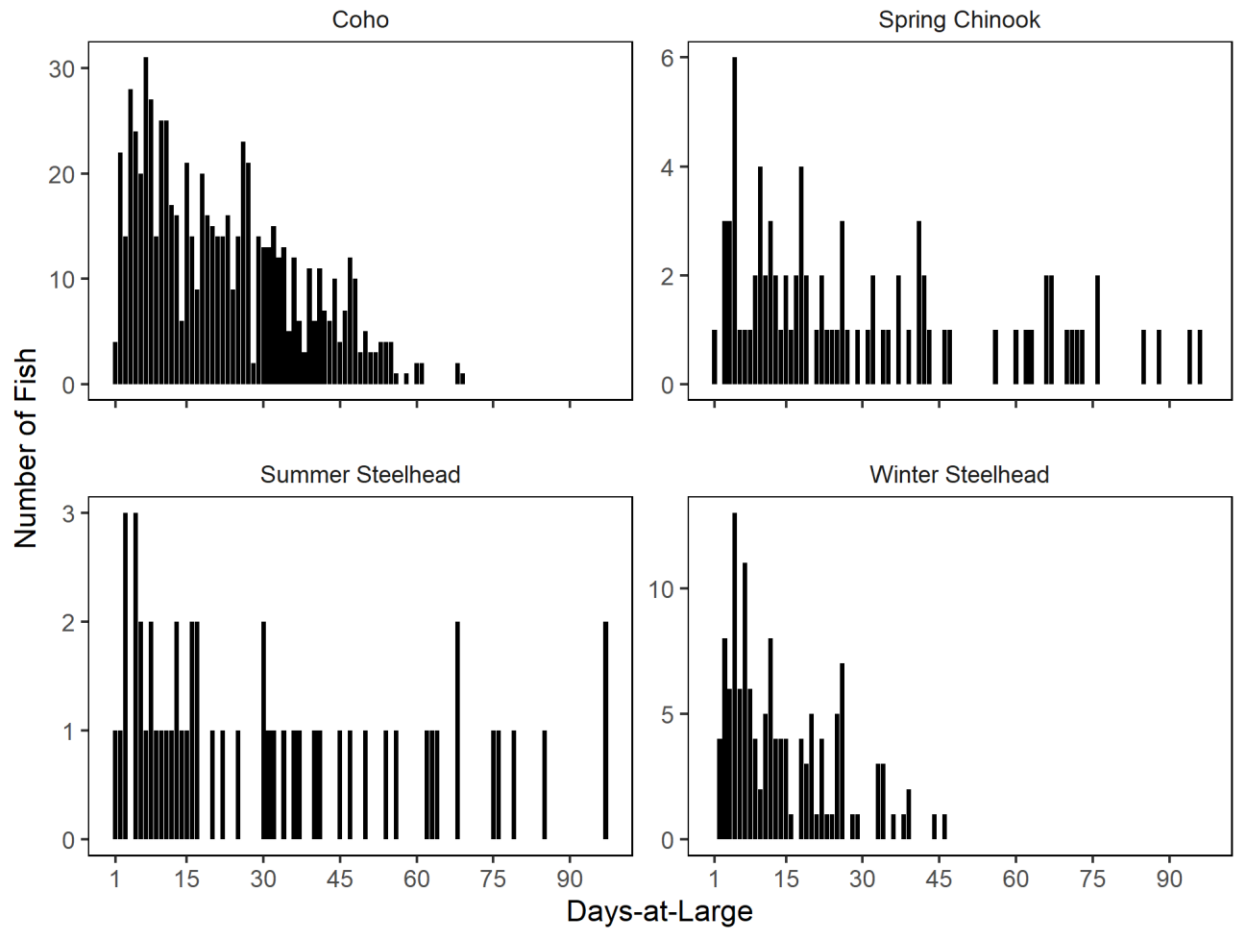 Coho
Spring Chinook
30
20
10
0
6
4
2
0
Summer Steelhead
Winter Steelhead
3
2
1
0
10
5
0
1 15 30 45 60 75 90
1 15 30 45 60 75 90
Number of Fish
Days-at-Large